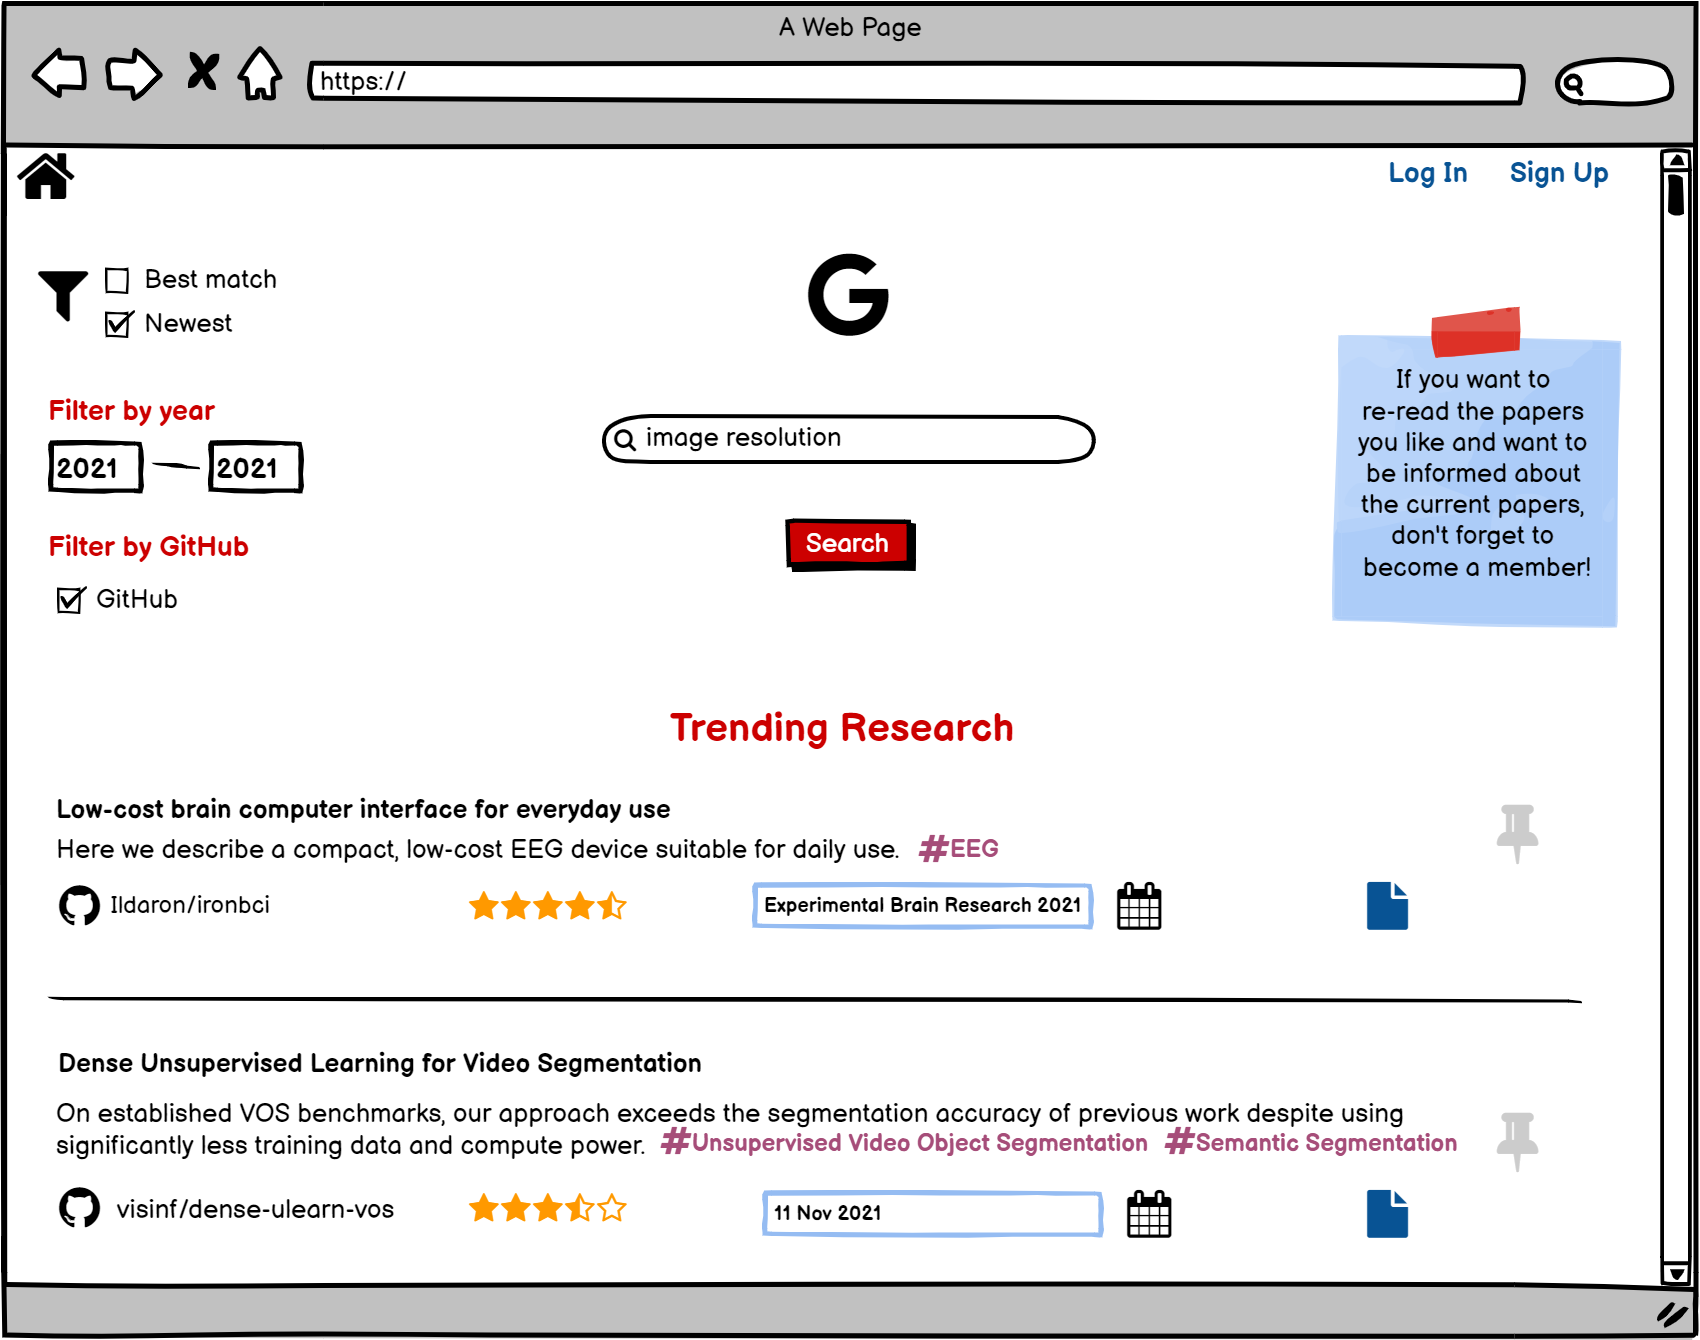 A Web Page
https://
Log In
Sign Up
Best match
Newest
G
Filter by year
2021
2021
image resolution
Search
Filter by GitHub
GitHub
If you want to
re-read the papers
you like and want to
be informed about
the current papers,
don't forget to
become a member!
Trending Research
Low-cost brain computer interface for everyday use
Here we describe a compact, low-cost EEG device suitable for daily use. #EEG
Ildaron/ironbci
Experimental Brain Research 2021
Dense Unsupervised Learning for Video Segmentation
On established VOS benchmarks, our approach exceeds the segmentation accuracy of previous work despite using
significantly less training data and compute power. #Unsupervised Video Object Segmentation #Semantic Segmentation
visinf/dense-ulearn-vos
11 Nov 2021